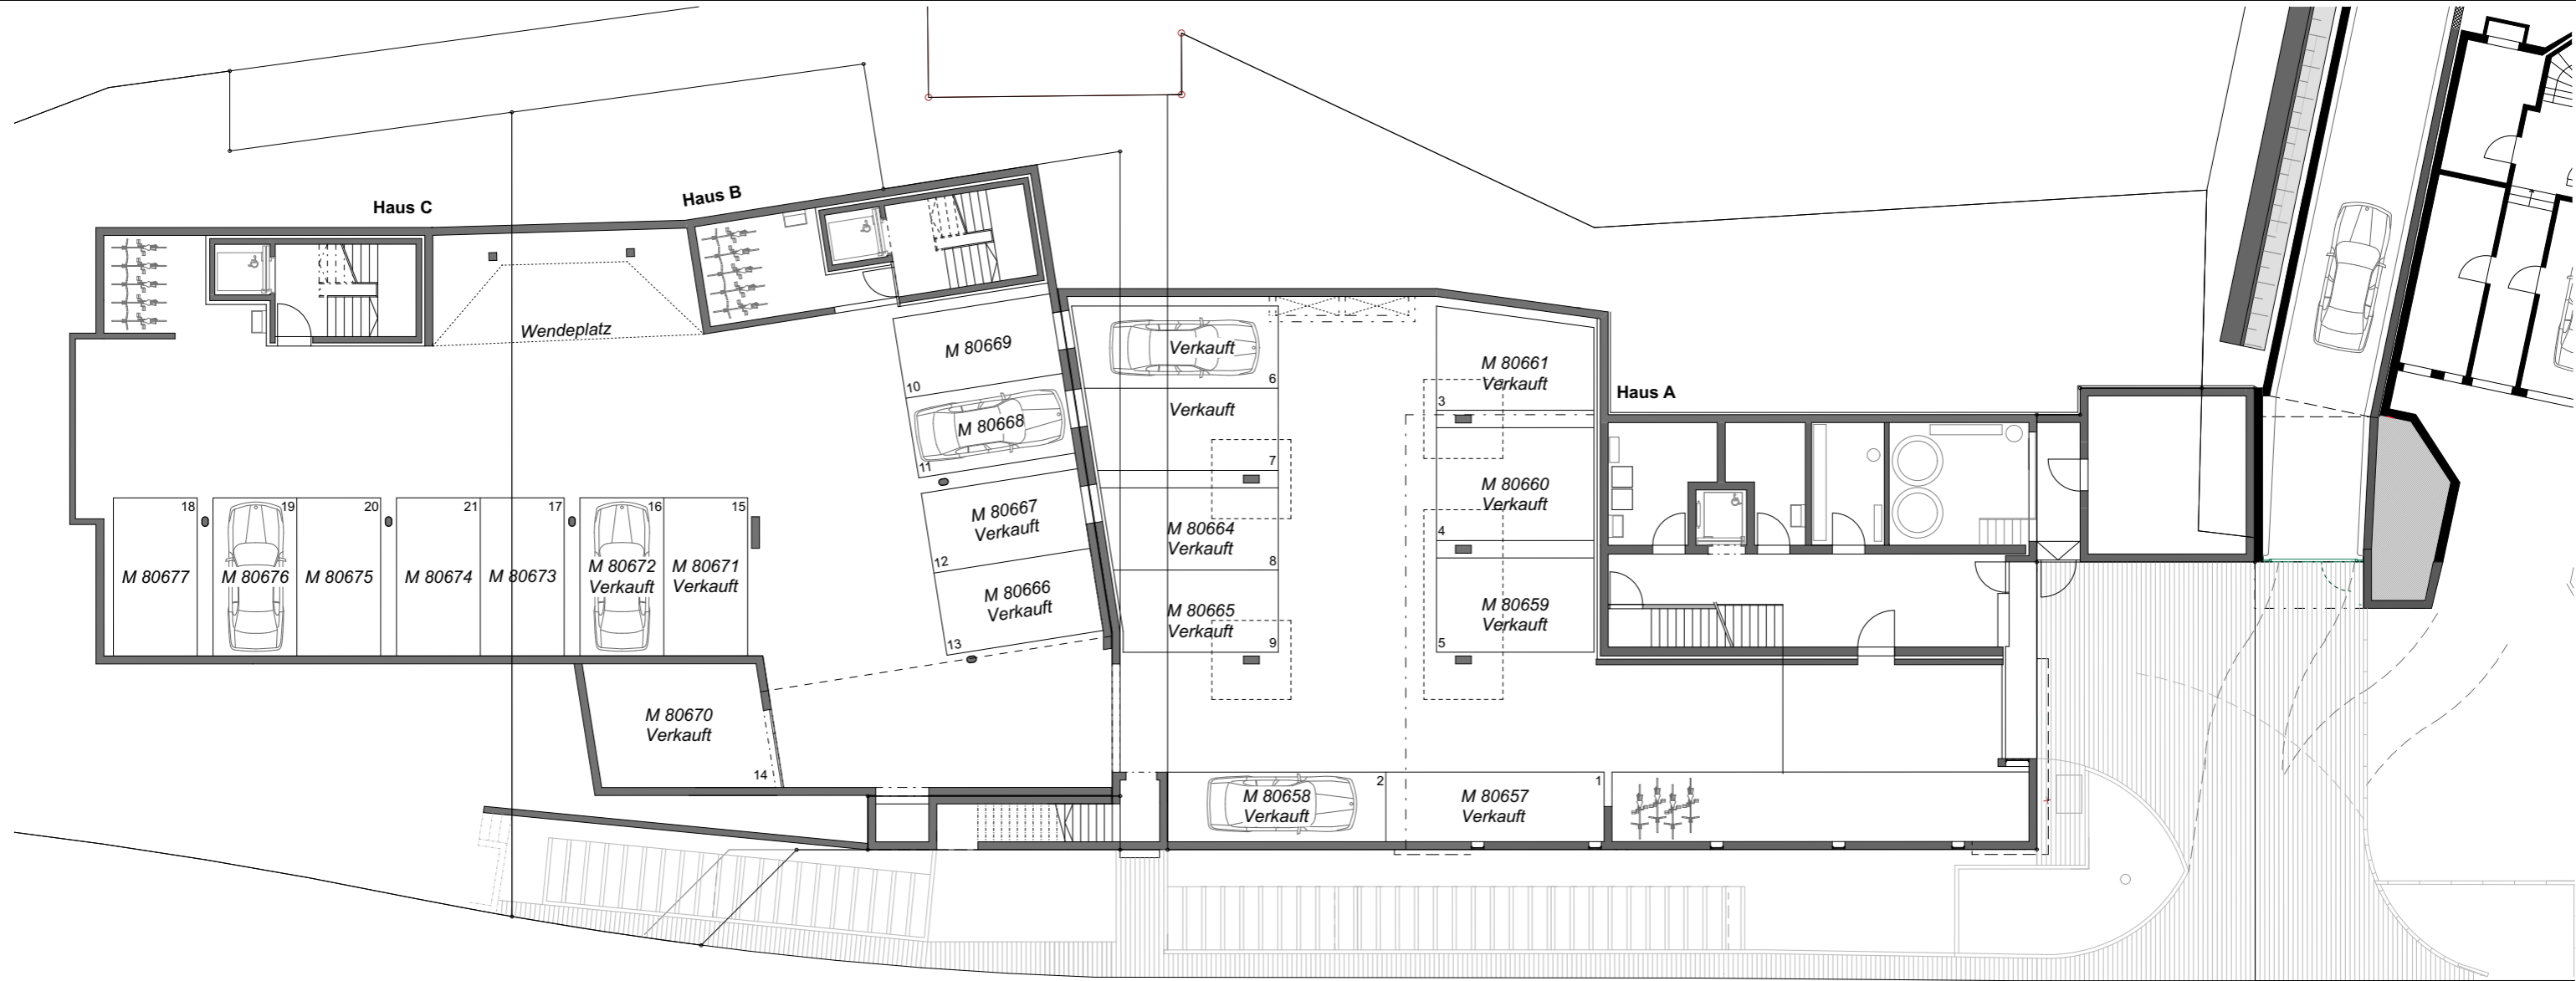 Haus C
Haus B
Wendeplatz
M 80669
10
M 80668
11
M 80667
Verkauft
12
M 80666
Verkauft
13
Verkauft
6
Verkauft
7
M 80664
Verkauft
8
M 80665
Verkauft
9
M 80661
Verkauft
3
M 80660
Verkauft
4
M 80659
Verkauft
5
Haus A
18
M 80677
19
M 80676
20
M 80675
21
M 80674
17
M 80673
16
M 80672
Verkauft
15
M 80671
Verkauft
M 80670
Verkauft
14
2
M 80658
Verkauft
1
M 80657
Verkauft